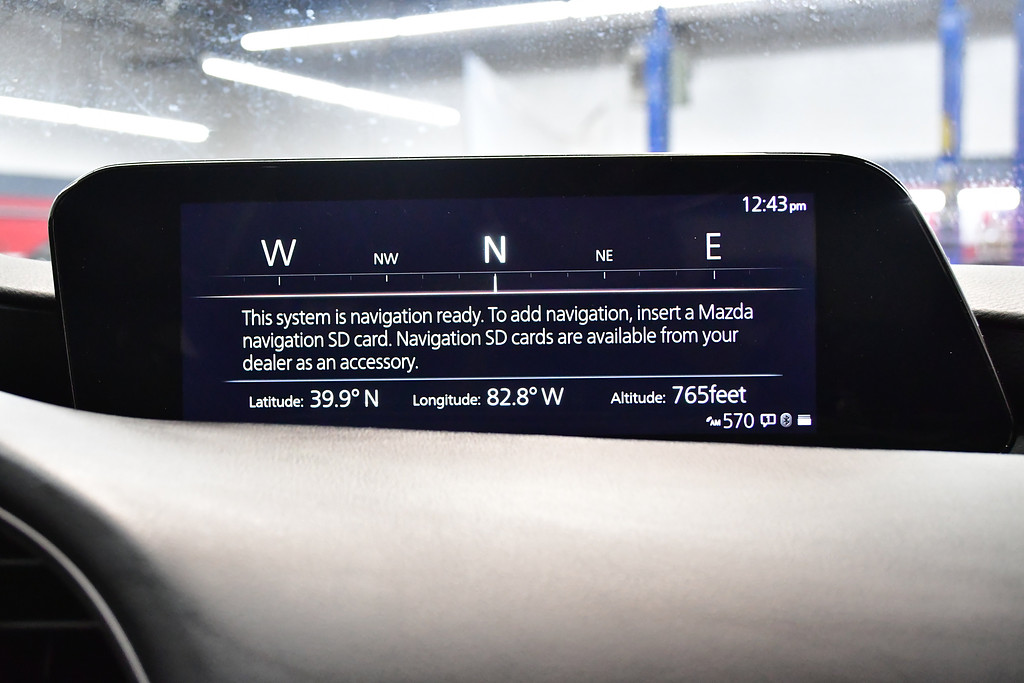 12:43pm
W NW N NE E
This system is navigation ready. To add navigation, insert a Mazda
navigation SD card. Navigation SD cards are available from your
dealer as an accessory.
Latitude: 39.9° N Longitude: 82.8° W Altitude: 765feet
AM 570